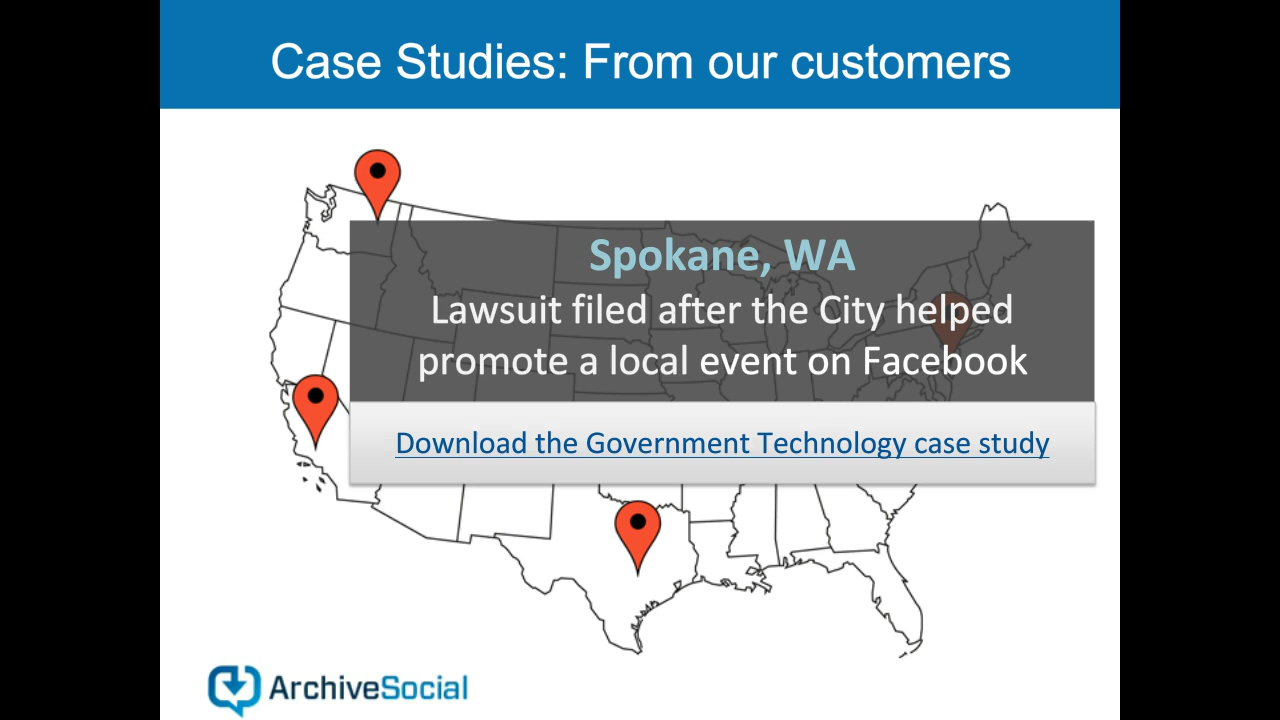 Case Studies: From our customers
Spokane, WA
Lawsuit filed after the City helped
promote a local event on Facebook
Download the Government Technology case study
ArchiveSocial